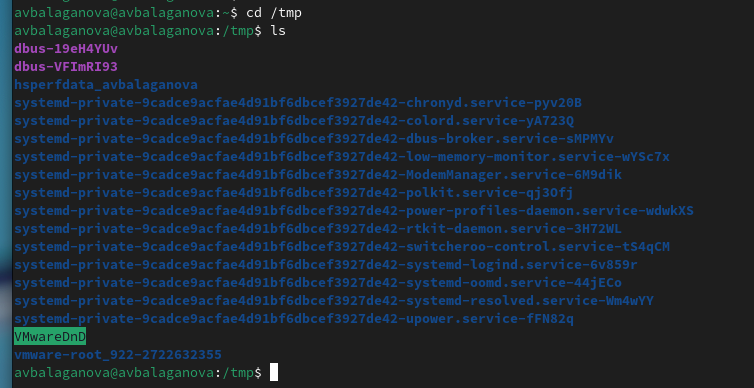 avbalaganova@avbalaganova:~$ cd /tmp
avbalaganova@avbalaganova:/tmp$ ls
dbus-19eH4YUv
dbus-VFImRI93
hsperfdata_avbalaganova
systemd-private-9cadce9acfae4d91bf6dbcef3927de42-chronyd.service-pyv20B
systemd-private-9cadce9acfae4d91bf6dbcef3927de42-colord.service-yA723Q
systemd-private-9cadce9acfae4d91bf6dbcef3927de42-dbus-broker.service-sMPMYv
systemd-private-9cadce9acfae4d91bf6dbcef3927de42-low-memory-monitor.service-wYSc7x
systemd-private-9cadce9acfae4d91bf6dbcef3927de42-ModemManager.service-6M9dik
systemd-private-9cadce9acfae4d91bf6dbcef3927de42-polkit.service-qj3Ofj
systemd-private-9cadce9acfae4d91bf6dbcef3927de42-power-profiles-daemon.service-wdwkXS
systemd-private-9cadce9acfae4d91bf6dbcef3927de42-rtkit-daemon.service-3H72WL
systemd-private-9cadce9acfae4d91bf6dbcef3927de42-switcheroo-control.service-tS4qCM
systemd-private-9cadce9acfae4d91bf6dbcef3927de42-systemd-logind.service-6v859r
systemd-private-9cadce9acfae4d91bf6dbcef3927de42-systemd-oomd.service-44jECo
systemd-private-9cadce9acfae4d91bf6dbcef3927de42-systemd-resolved.service-Wm4wYY
systemd-private-9cadce9acfae4d91bf6dbcef3927de42-upower.service-fFN82q
VMwareDnD
vmware-root_922-2722632355
avbalaganova@avbalaganova:/tmp$